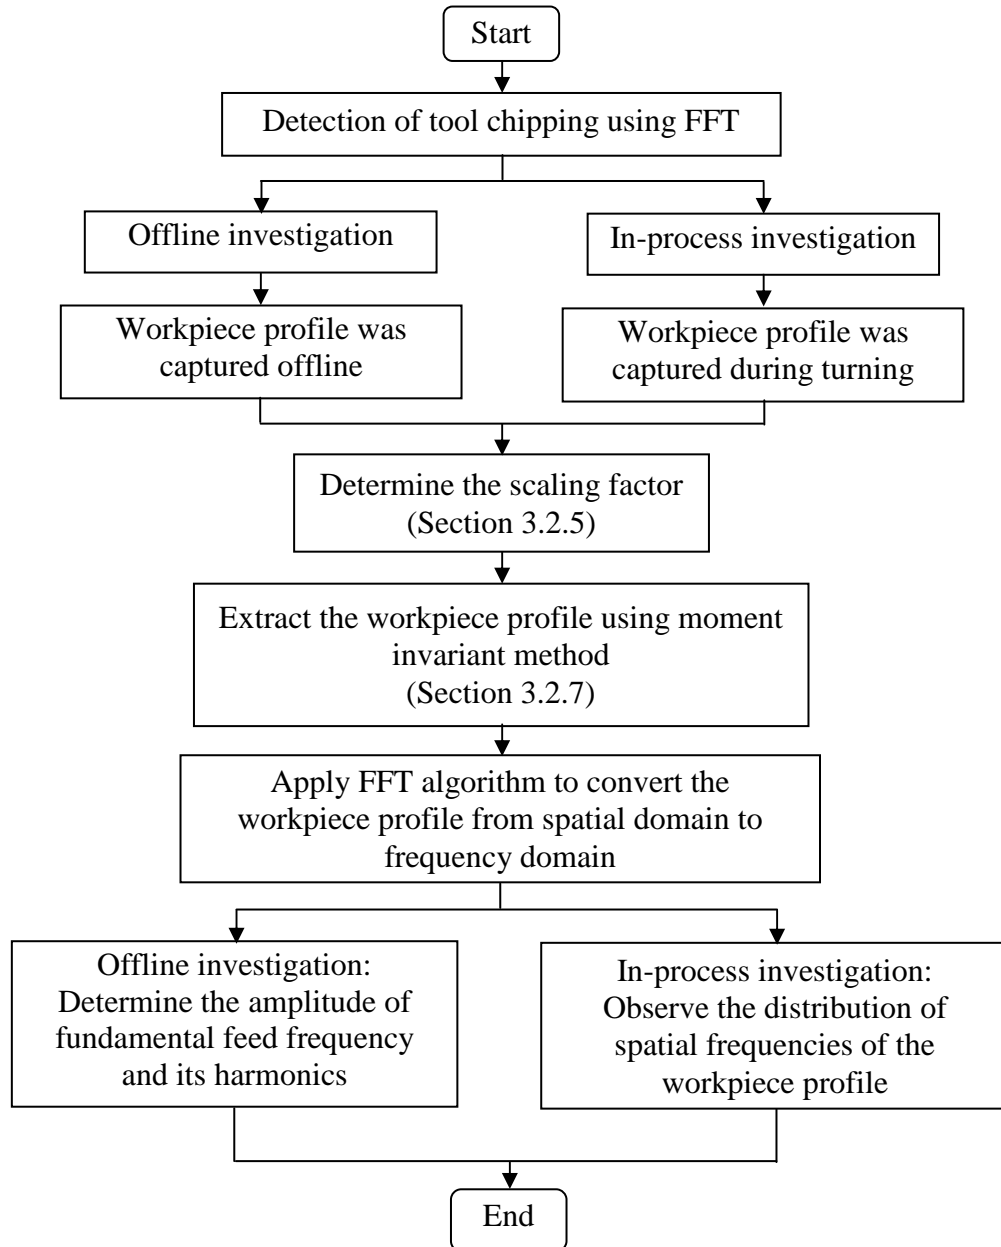 Start
Detection of tool chipping using FFT
Offline investigation
In-process investigation
Workpiece profile was
captured offline
Workpiece profile was
captured during turning
Determine the scaling factor
(Section 3.2.5)
Extract the workpiece profile using moment
invariant method
(Section 3.2.7)
Apply FFT algorithm to convert the
workpiece profile from spatial domain to
frequency domain
Offline investigation:
Determine the amplitude of
fundamental feed frequency
and its harmonics
In-process investigation:
Observe the distribution of
spatial frequencies of the
workpiece profile
End